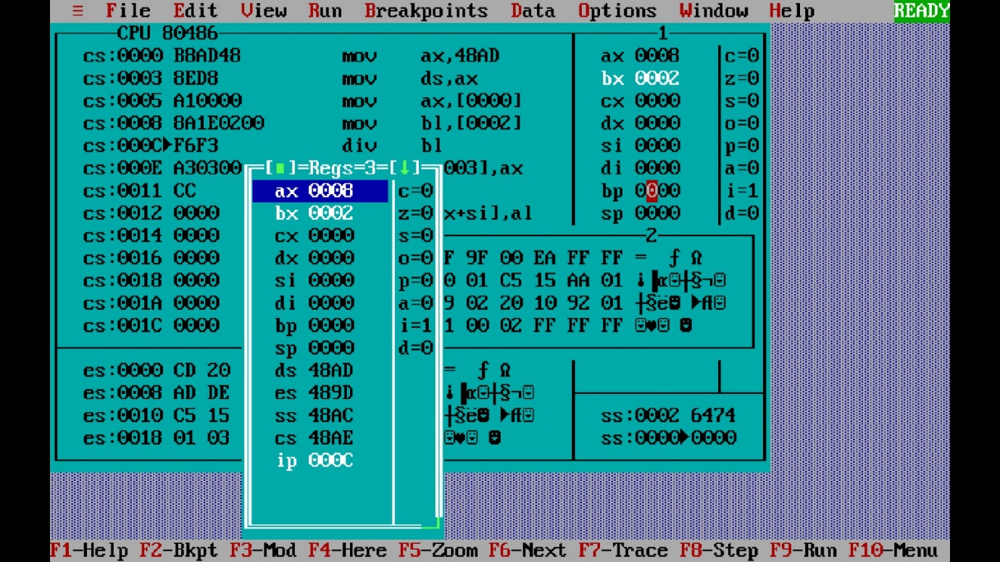 ≡ File Edit View Run Breakpoints Data Options Window Help READY
CPU 80486 1
cs:0000 B8AD48 mov ax,48AD ax 0008 c=0
cs:0003 8ED8 mov ds,ax bx 0002 z=0
cs:0005 A10000 mov ax,[0000] cx 0000 s=0
cs:0008 8A1E0200 mov bl,[0002] dx 0000 o=0
cs:000C►F6F3 div bl si 0000 p=0
cs:000E A30300 [■]=Regs=3=[↓] 003],ax di 0000 a=0
cs:0011 CC ax 0008 c=0 bp 0000 i=1
cs:0012 0000 bx 0002 z=0 x+si],al sp 0000 d=0
cs:0014 0000 cx 0000 s=0 2
cs:0016 0000 dx 0000 o=0 F 9F 00 EA FF FF = ƒ Ω
cs:0018 0000 si 0000 p=0 0 01 C5 15 AA 01 ¡▐α☺┼§¬☺
cs:001A 0000 di 0000 a=0 9 02 20 10 92 01 ┼§ë☻ ►Æ☺
cs:001C 0000 bp 0000 i=1 1 00 02 FF FF FF ☺♥☺ ☻
sp 0000 d=0
es:0000 CD 20 ds 48AD = ƒ Ω
es:0008 AD DE es 489D ¡▐α☺┼§¬☺
es:0010 C5 15 ss 48AC ┼§ë☻ ►Æ☺ ss:0002 6474
es:0018 01 03 cs 48AE ☺♥☺ ☻ ss:0000►0000
ip 000C
F1-Help F2-Bkpt F3-Mod F4-Here F5-Zoom F6-Next F7-Trace F8-Step F9-Run F10-Menu